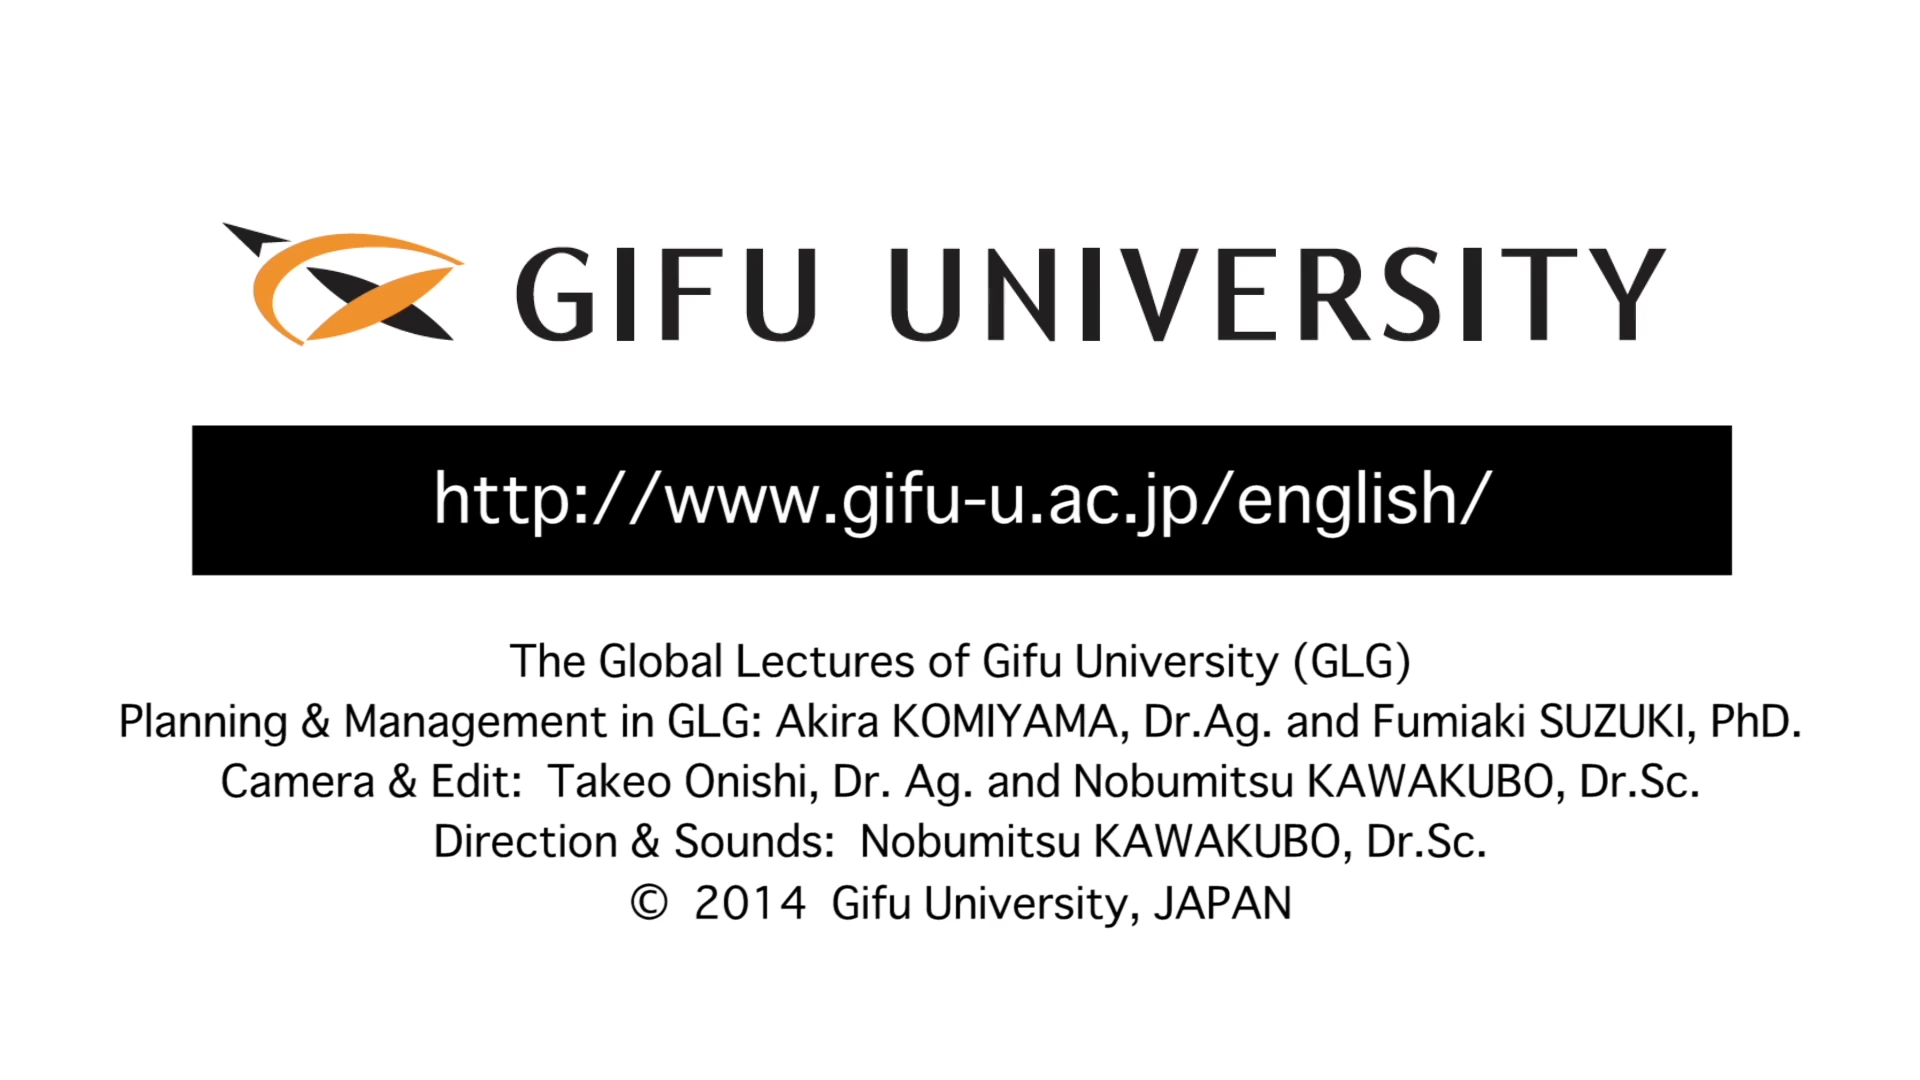 GIFU UNIVERSITY
http://www.gifu-u.ac.jp/english/
The Global Lectures of Gifu University (GLG)
Planning & Management in GLG: Akira KOMIYAMA, Dr.Ag. and Fumiaki SUZUKI, PhD.
Camera & Edit:  Takeo Onishi, Dr. Ag. and Nobumitsu KAWAKUBO, Dr.Sc.
Direction & Sounds:  Nobumitsu KAWAKUBO, Dr.Sc.
©  2014  Gifu University, JAPAN